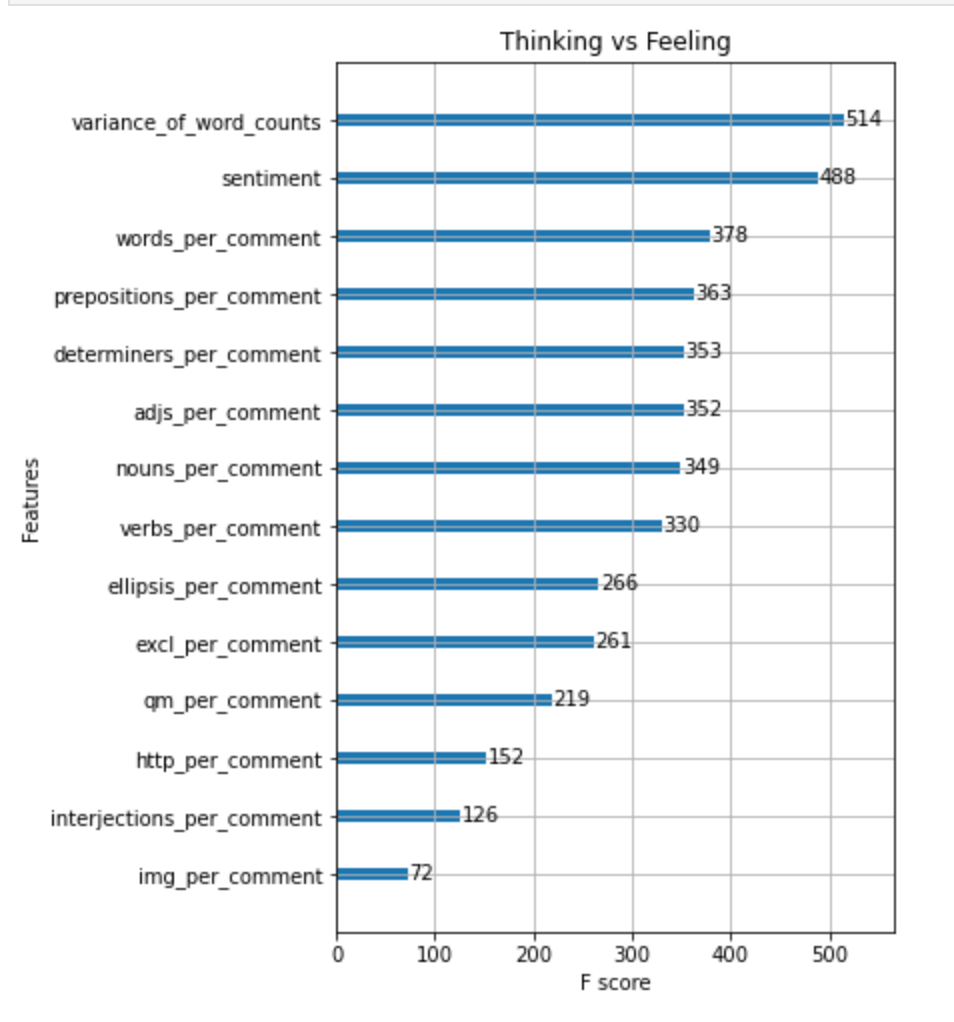 Thinking vs Feeling
variance_of_word_counts 514
sentiment 488
words_per_comment 378
prepositions_per_comment 363
determiners_per_comment 353
adjs_per_comment 352
nouns_per_comment 349
verbs_per_comment 330
ellipsis_per_comment 266
excl_per_comment 261
qm_per_comment 219
http_per_comment 152
interjections_per_comment 126
img_per_comment 72
Features
0 100 200 300 400 500
F score